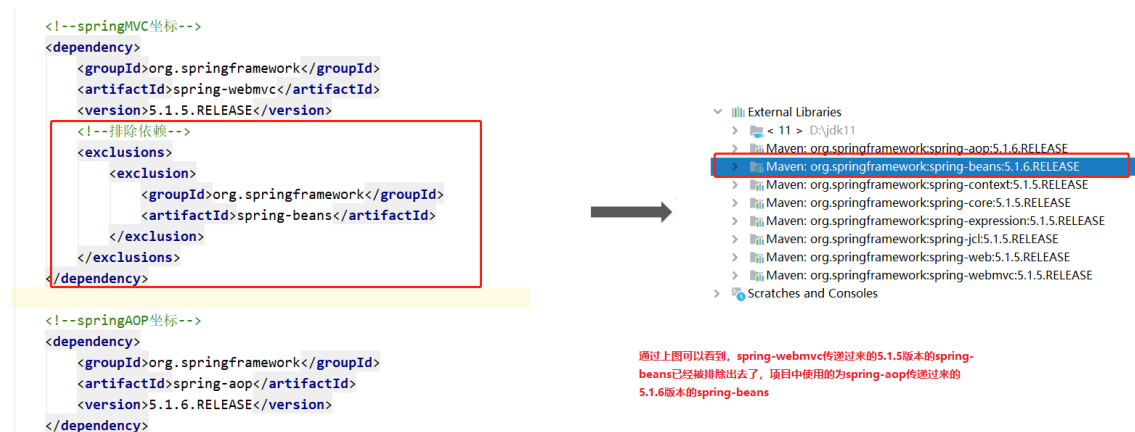 <!--springMVC坐标-->
<dependency>
<groupId>org.springframework</groupId>
<artifactId>spring-webmvc</artifactId>
<version>5.1.5.RELEASE</version>
<!--排除依赖-->
<exclusions>
<exclusion>
<groupId>org.springframework</groupId>
<artifactId>spring-beans</artifactId>
</exclusion>
</exclusions>
</dependency>
<!--springAOP坐标-->
<dependency>
<groupId>org.springframework</groupId>
<artifactId>spring-aop</artifactId>
<version>5.1.6.RELEASE</version>
</dependency>
External Libraries
< 11 > D:\jdk11
Maven: org.springframework:spring-aop:5.1.6.RELEASE
Maven: org.springframework:spring-beans:5.1.6.RELEASE
Maven: org.springframework:spring-context:5.1.5.RELEASE
Maven: org.springframework:spring-core:5.1.5.RELEASE
Maven: org.springframework:spring-expression:5.1.5.RELEASE
Maven: org.springframework:spring-jcl:5.1.5.RELEASE
Maven: org.springframework:spring-web:5.1.5.RELEASE
Maven: org.springframework:spring-webmvc:5.1.5.RELEASE
Scratches and Consoles
通过上图可以看到，spring-webmvc传递过来的5.1.5版本的spring-
beans已经被排除出去了，项目中使用的为spring-aop传递过来的
5.1.6版本的spring-beans